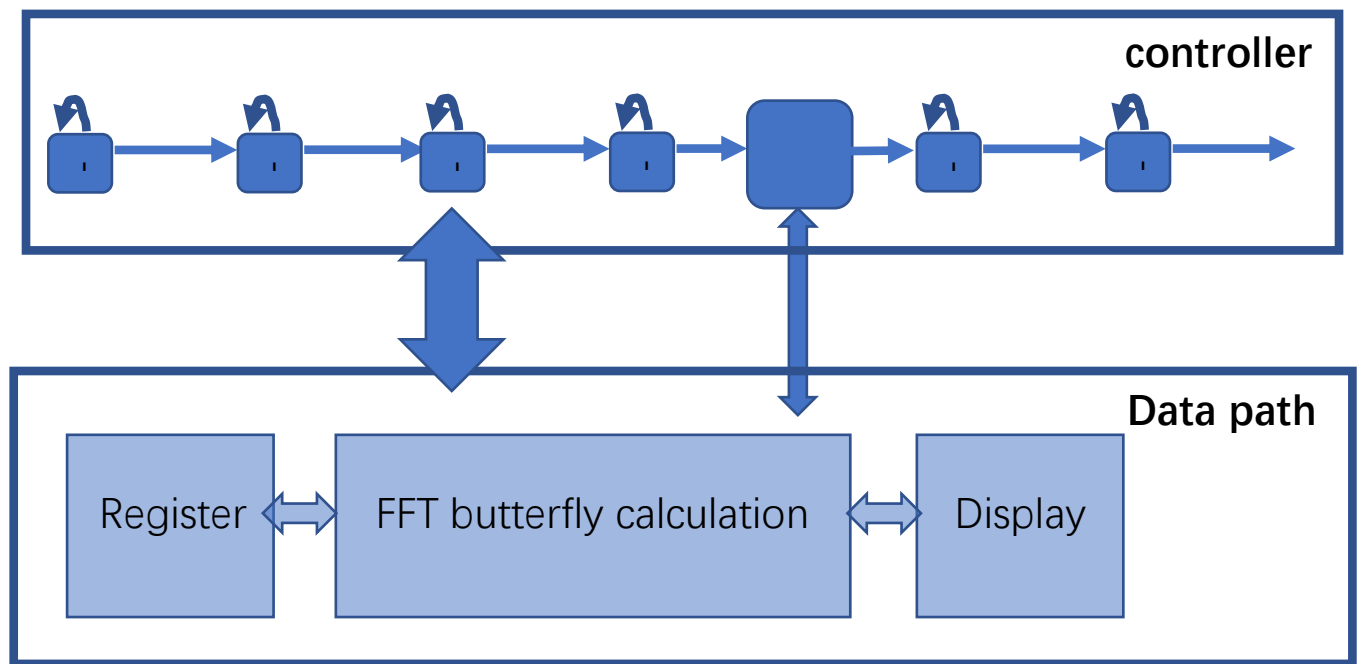 controller
Data path
Register
FFT butterfly calculation
Display